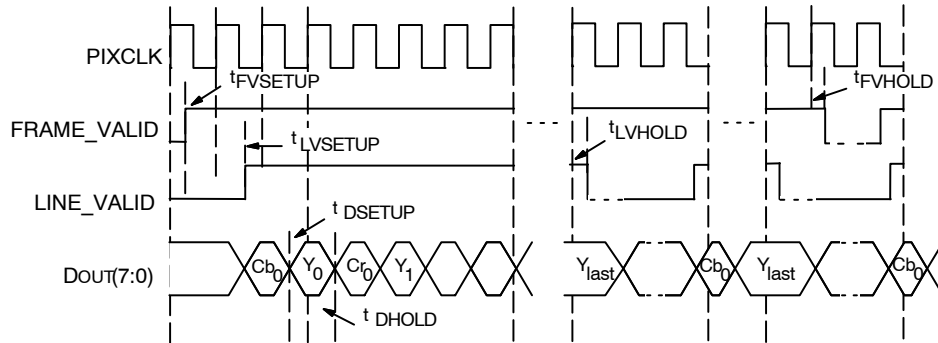 PIXCLK
tFVSETUP
tFVHOLD
FRAME_VALID
tLVSETUP
tLVHOLD
LINE_VALID
t DSETUP
DOUT(7:0)
Cb0 Y0 Cr0 Y1 Ylast Cb0 Ylast Cb0
t DHOLD